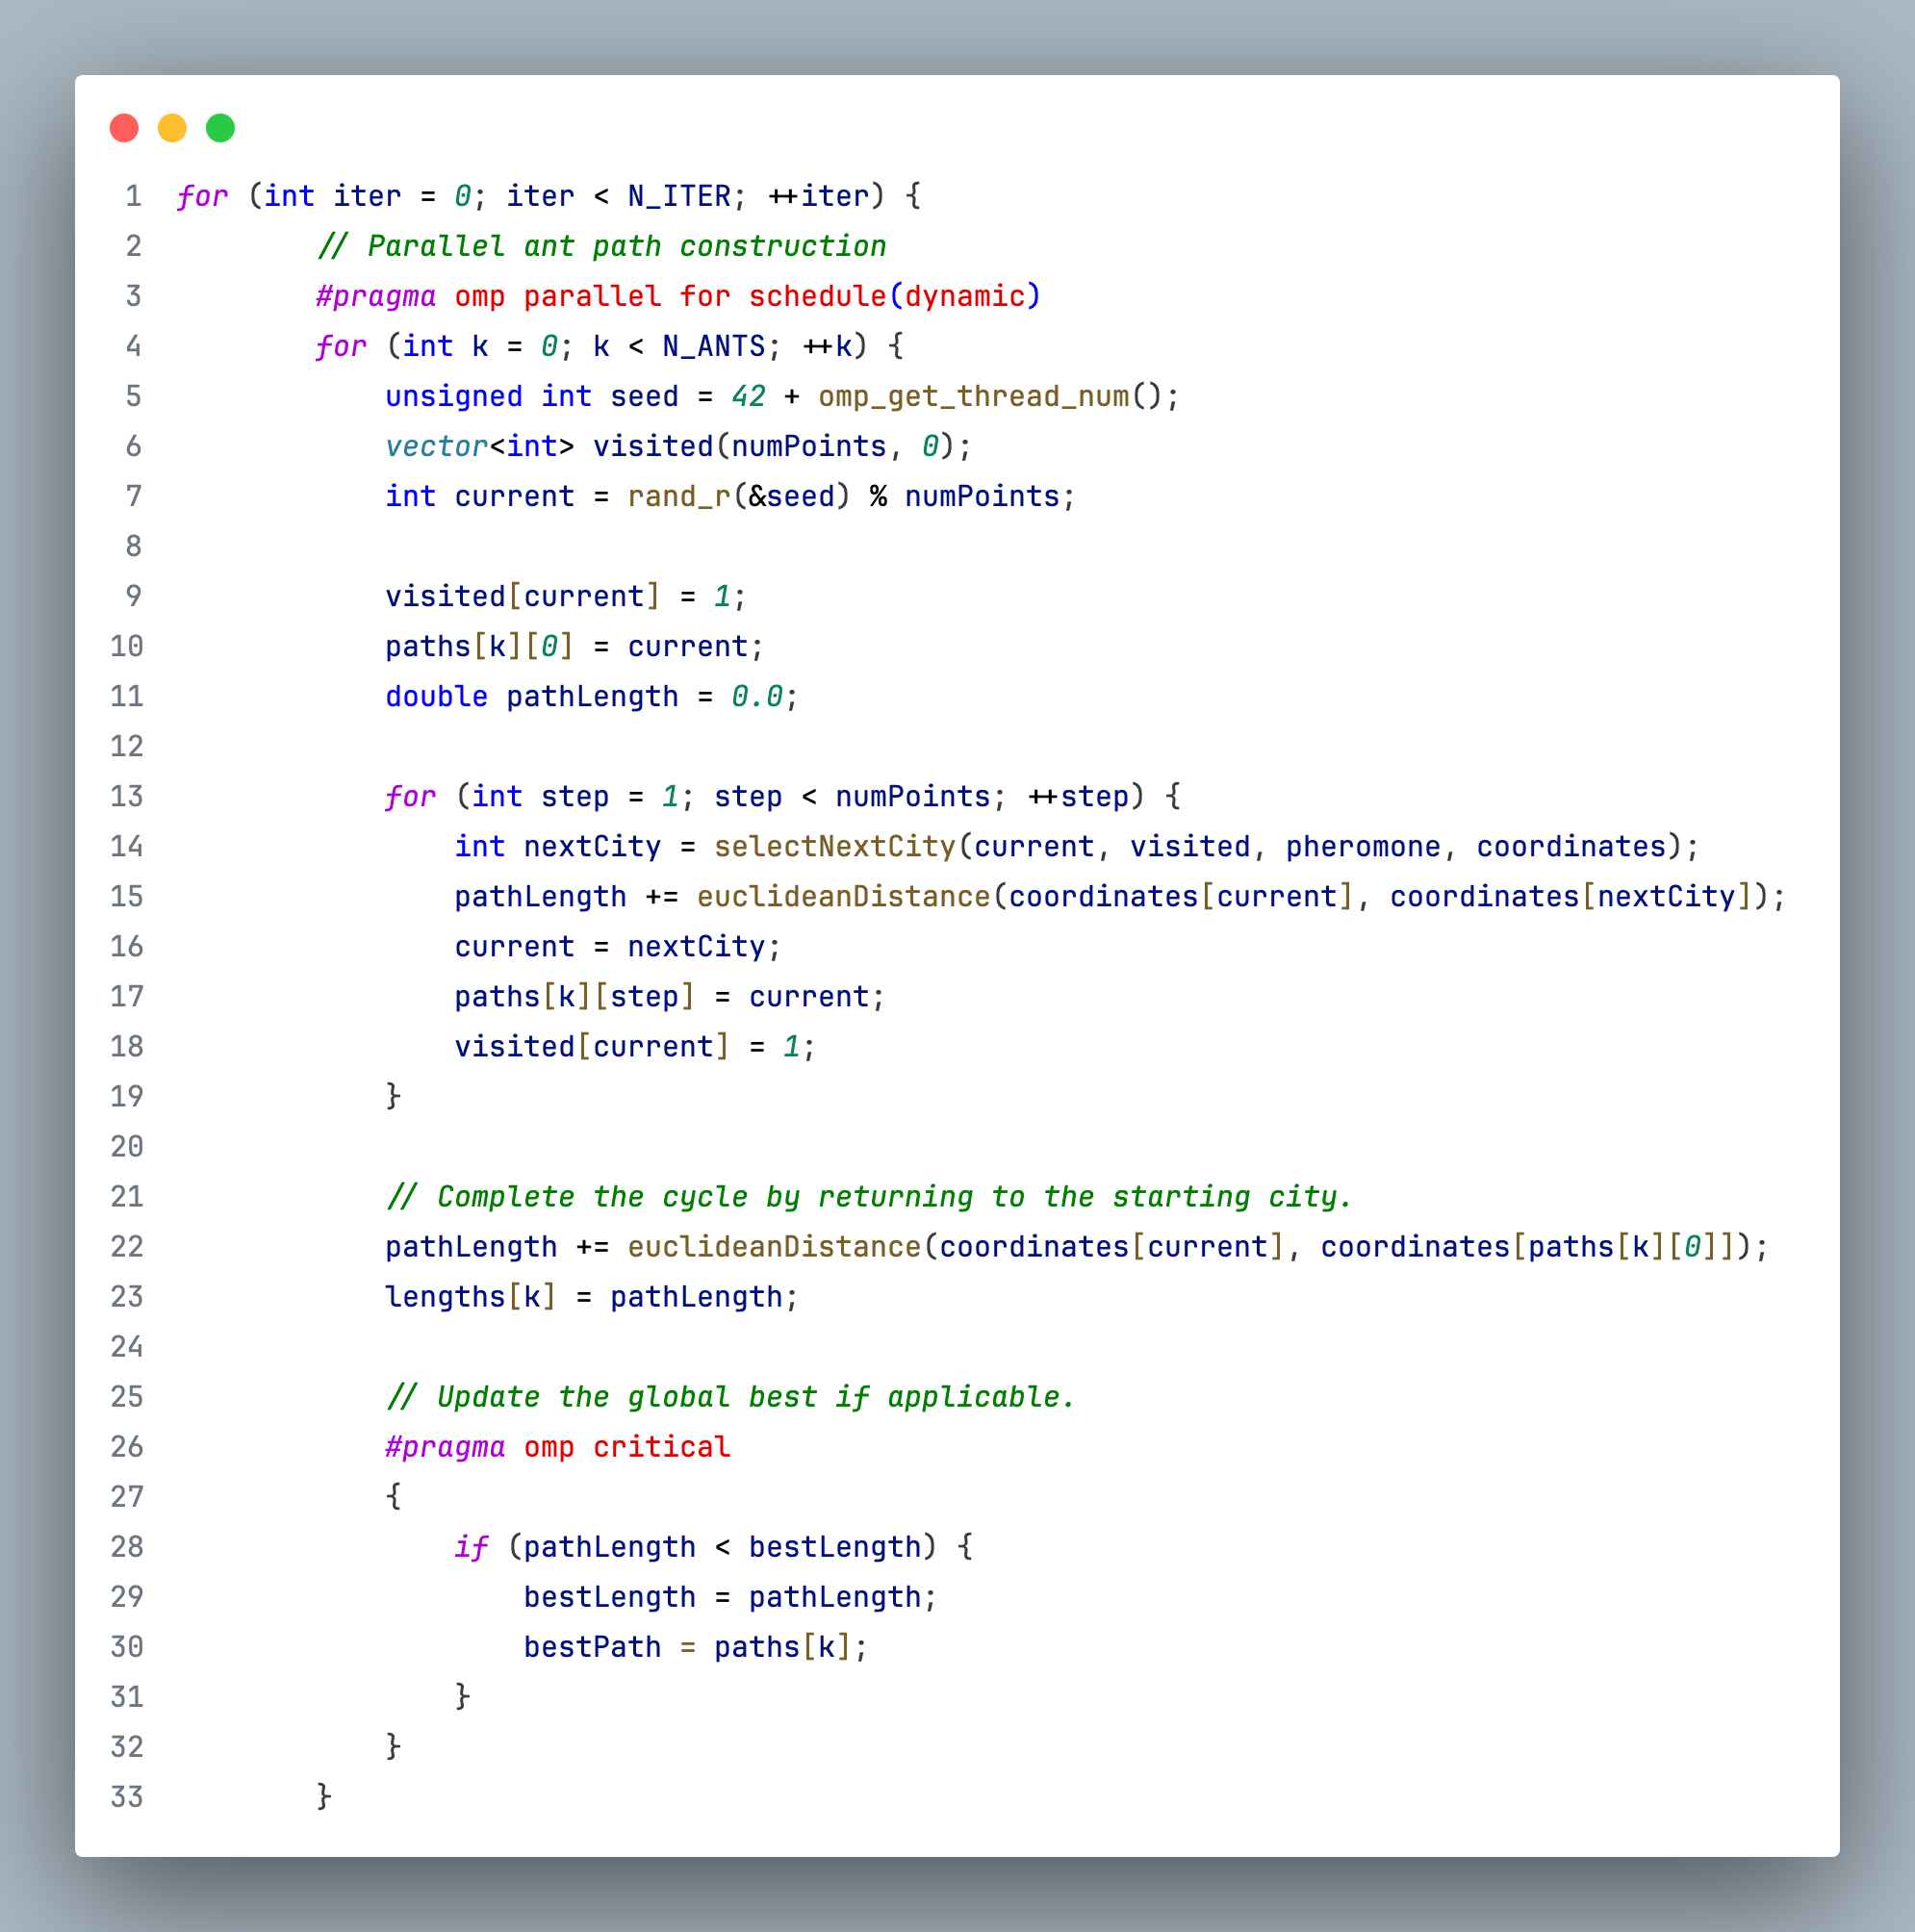 1 for (int iter = 0; iter < N_ITER; ++iter) {
2 // Parallel ant path construction
3 #pragma omp parallel for schedule(dynamic)
4 for (int k = 0; k < N_ANTS; ++k) {
5 unsigned int seed = 42 + omp_get_thread_num();
6 vector<int> visited(numPoints, 0);
7 int current = rand_r(&seed) % numPoints;
8
9 visited[current] = 1;
10 paths[k][0] = current;
11 double pathLength = 0.0;
12
13 for (int step = 1; step < numPoints; ++step) {
14 int nextCity = selectNextCity(current, visited, pheromone, coordinates);
15 pathLength += euclideanDistance(coordinates[current], coordinates[nextCity]);
16 current = nextCity;
17 paths[k][step] = current;
18 visited[current] = 1;
19 }
20
21 // Complete the cycle by returning to the starting city.
22 pathLength += euclideanDistance(coordinates[current], coordinates[paths[k][0]]);
23 lengths[k] = pathLength;
24
25 // Update the global best if applicable.
26 #pragma omp critical
27 {
28 if (pathLength < bestLength) {
29 bestLength = pathLength;
30 bestPath = paths[k];
31 }
32 }
33 }